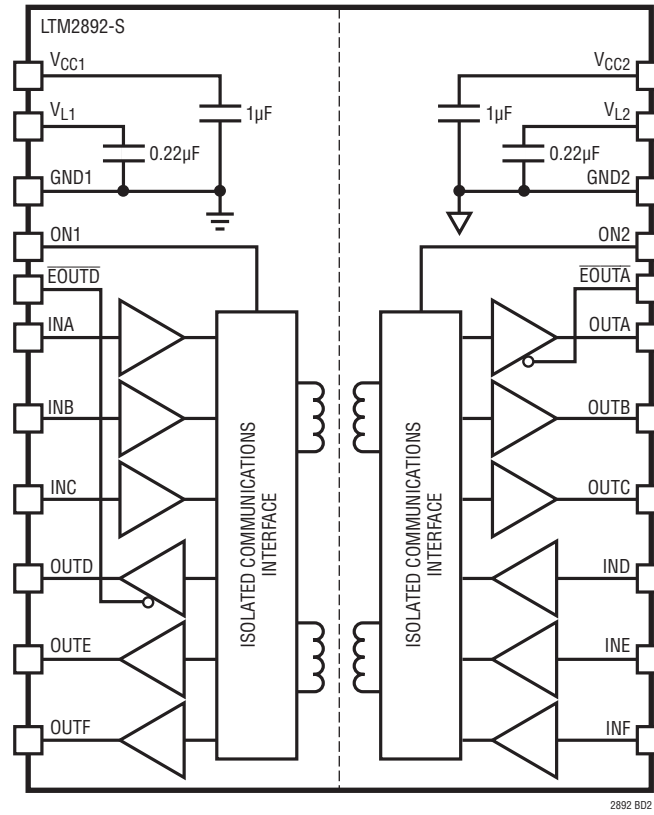 LTM2892-S
VCC1
VCC2
1µF
1µF
VL1
VL2
0.22µF
0.22µF
GND1
GND2
ON1
ON2
EOUTD
EOUTA
INA
OUTA
INB
OUTB
INC
OUTC
ISOLATED COMMUNICATIONS
INTERFACE
ISOLATED COMMUNICATIONS
INTERFACE
OUTD
IND
OUTE
INE
OUTF
INF
2892 BD2